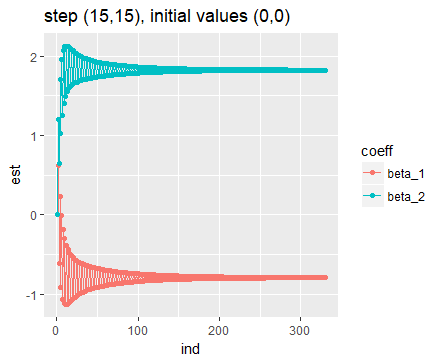 step (15,15), initial values (0,0)
2
1
0
-1
est
0
100
200
300
ind
coeff
beta_1
beta_2